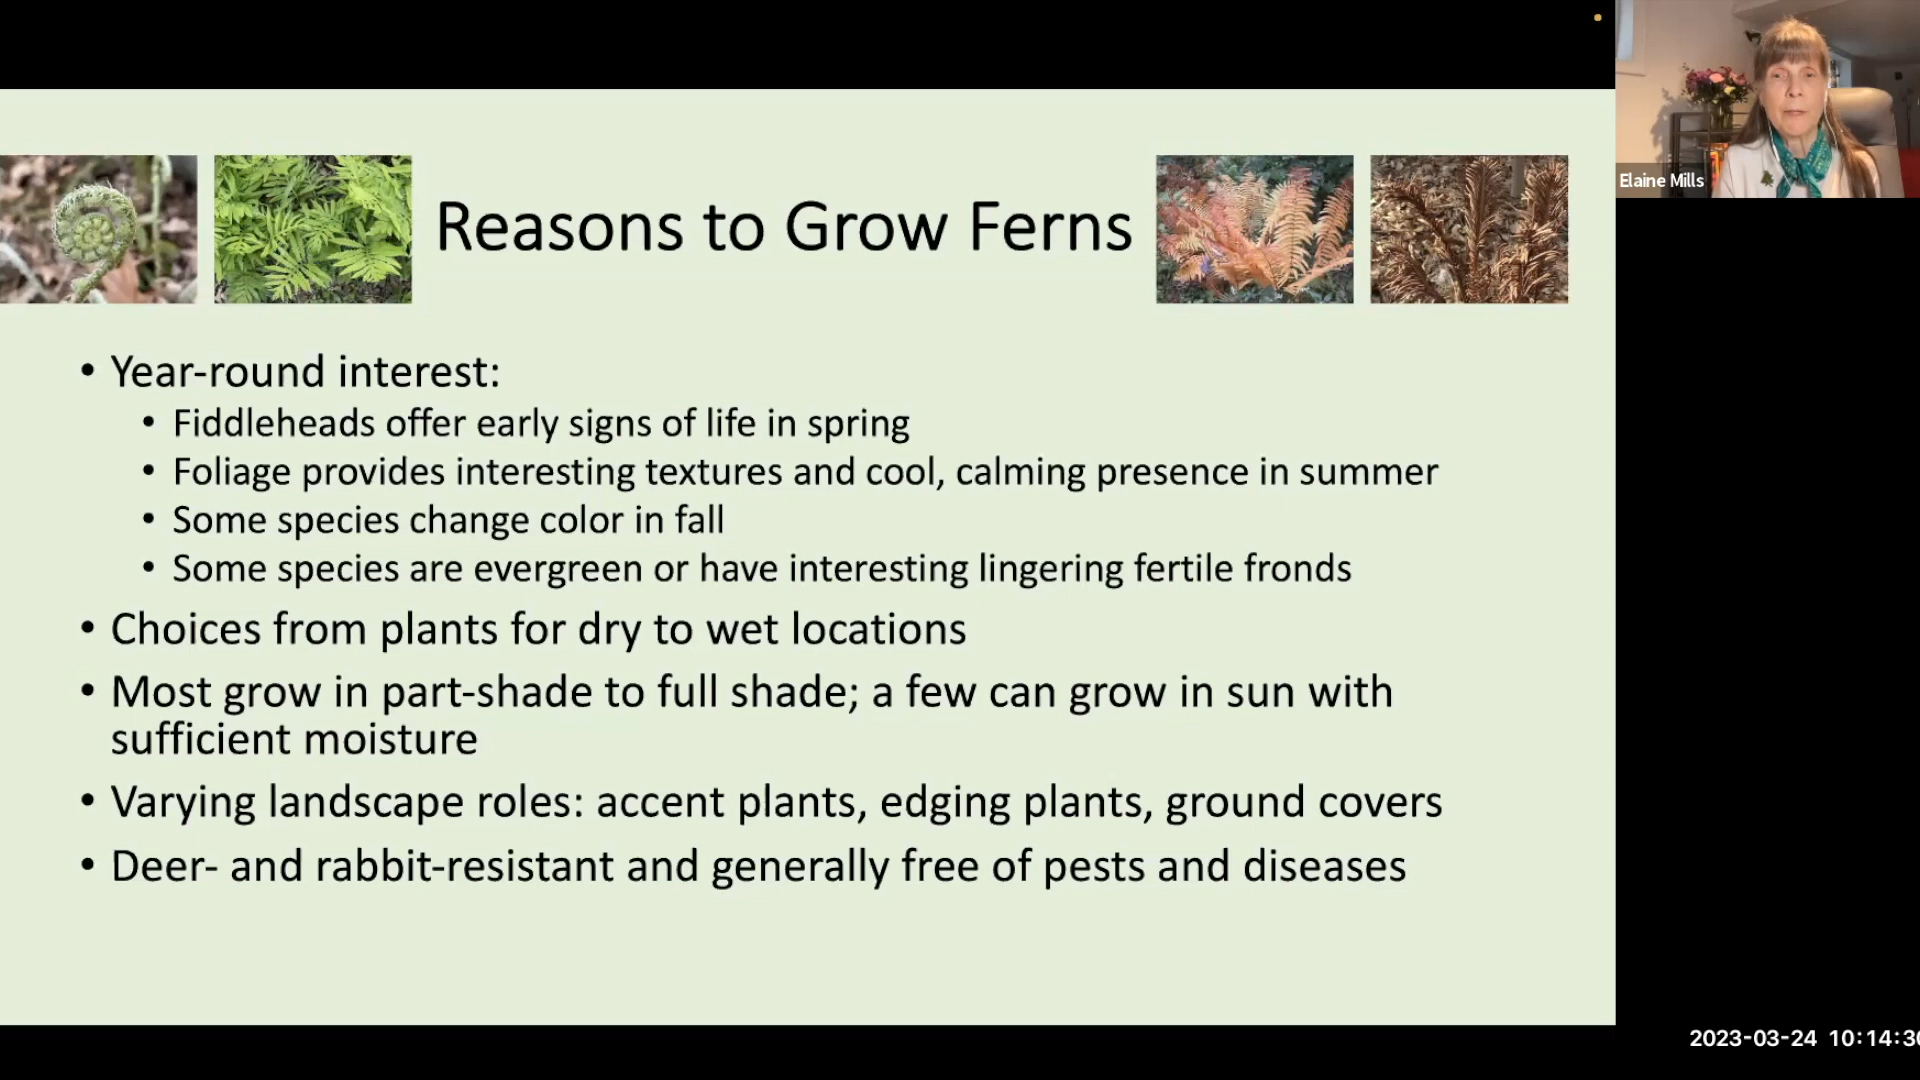 Reasons to Grow Ferns
Elaine Mills
• Year-round interest:
• Fiddleheads offer early signs of life in spring
• Foliage provides interesting textures and cool, calming presence in summer
• Some species change color in fall
• Some species are evergreen or have interesting lingering fertile fronds
• Choices from plants for dry to wet locations
• Most grow in part-shade to full shade; a few can grow in sun with
sufficient moisture
• Varying landscape roles: accent plants, edging plants, ground covers
• Deer- and rabbit-resistant and generally free of pests and diseases
2023-03-24 10:14:30